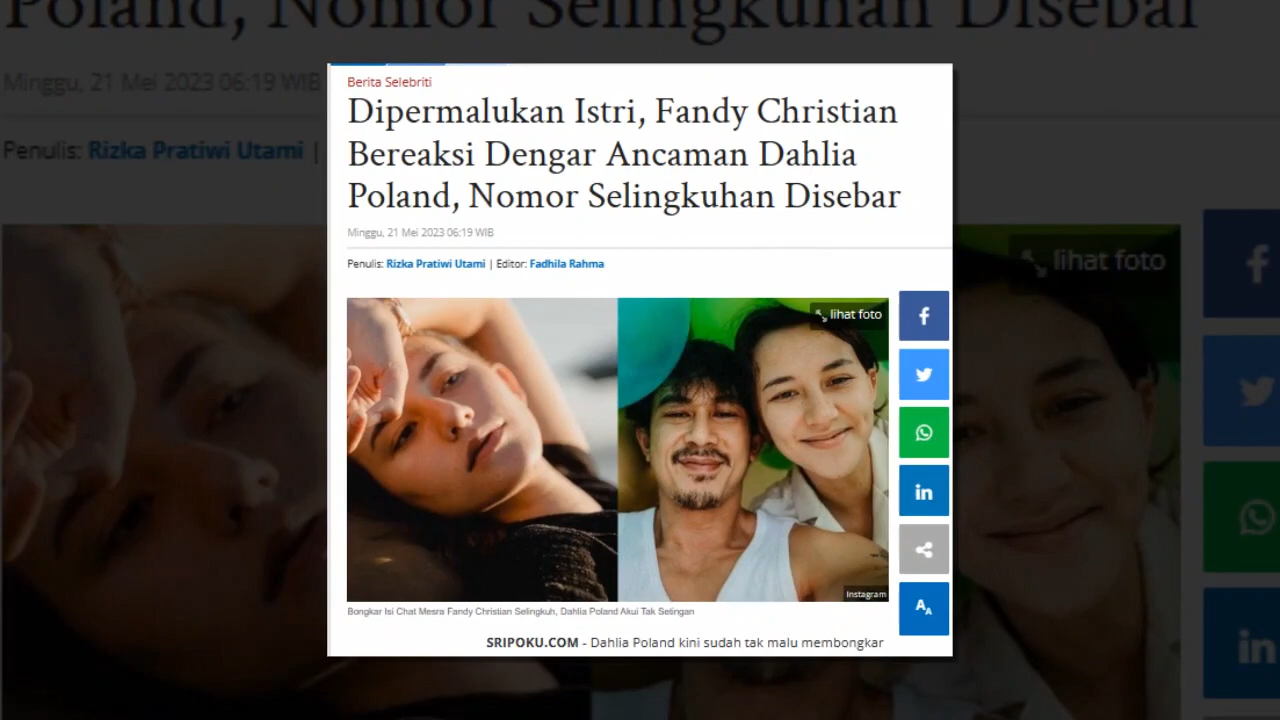 Poland, Nomor Selingkuhan Disebar
Minggu, 21 Mei 2023 06:19 WIB
Penulis: Rizka Pratiwi Utami |
lihat foto
Berita Selebriti
Dipermalukan Istri, Fandy Christian
Bereaksi Dengar Ancaman Dahlia
Poland, Nomor Selingkuhan Disebar
Minggu, 21 Mei 2023 06:19 WIB
Penulis: Rizka Pratiwi Utami | Editor: Fadhila Rahma
lihat foto
Instagram
Bongkar Isi Chat Mesra Fandy Christian Selingkuh, Dahlia Poland Akui Tak Setingan
SRIPOKU.COM - Dahlia Poland kini sudah tak malu membongkar